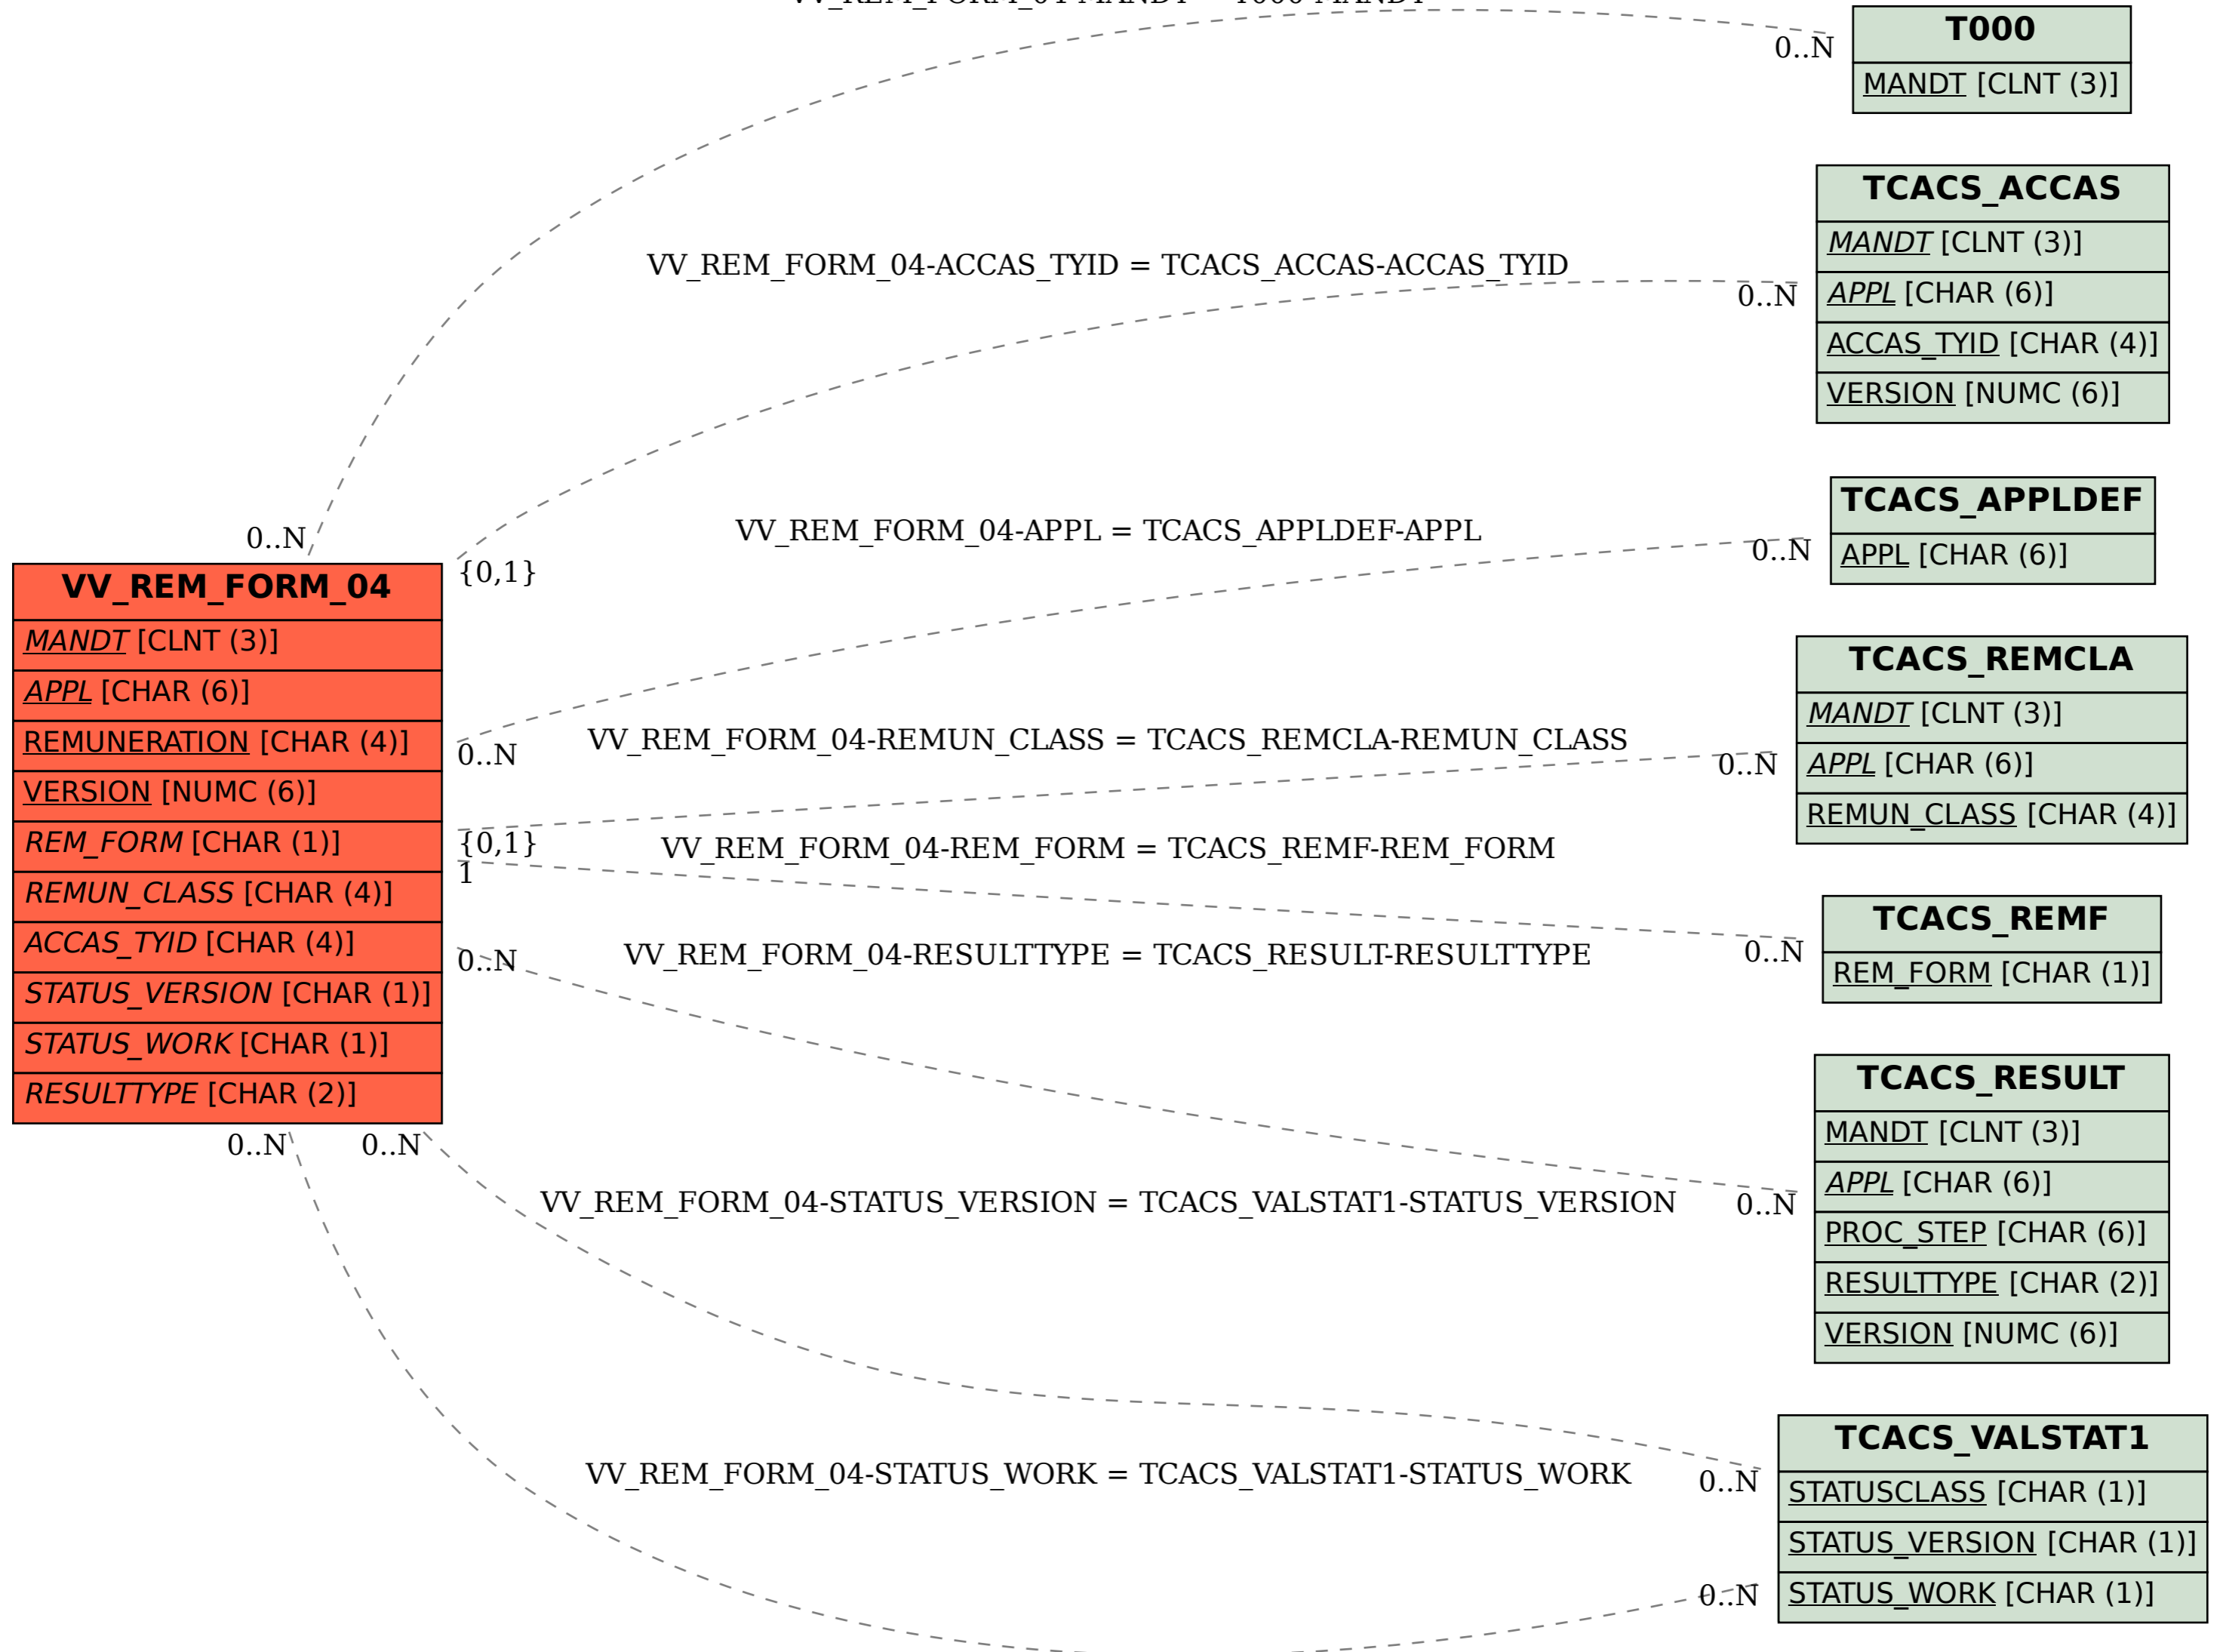 VV_REM_FORM_04-MANDT = T000-MANDT
0..N
T000
MANDT [CLNT (3)]
TCACS_ACCAS
MANDT [CLNT (3)]
APPL [CHAR (6)]
ACCAS_TYID [CHAR (4)]
VERSION [NUMC (6)]
VV_REM_FORM_04-ACCAS_TYID = TCACS_ACCAS-ACCAS_TYID
0..N
TCACS_APPLDEF
APPL [CHAR (6)]
VV_REM_FORM_04-APPL = TCACS_APPLDEF-APPL
0..N
0..N
{0,1}
VV_REM_FORM_04
MANDT [CLNT (3)]
APPL [CHAR (6)]
REMUNERATION [CHAR (4)]
VERSION [NUMC (6)]
REM_FORM [CHAR (1)]
REMUN_CLASS [CHAR (4)]
ACCAS_TYID [CHAR (4)]
STATUS_VERSION [CHAR (1)]
STATUS_WORK [CHAR (1)]
RESULTTYPE [CHAR (2)]
0..N
VV_REM_FORM_04-REMUN_CLASS = TCACS_REMCLA-REMUN_CLASS
0..N
TCACS_REMCLA
MANDT [CLNT (3)]
APPL [CHAR (6)]
REMUN_CLASS [CHAR (4)]
{0,1}
1
VV_REM_FORM_04-REM_FORM = TCACS_REMF-REM_FORM
0..N
TCACS_REMF
REM_FORM [CHAR (1)]
0..N
VV_REM_FORM_04-RESULTTYPE = TCACS_RESULT-RESULTTYPE
TCACS_RESULT
MANDT [CLNT (3)]
APPL [CHAR (6)]
PROC_STEP [CHAR (6)]
RESULTTYPE [CHAR (2)]
VERSION [NUMC (6)]
0..N
0..N
0..N
VV_REM_FORM_04-STATUS_VERSION = TCACS_VALSTAT1-STATUS_VERSION
0..N
TCACS_VALSTAT1
STATUSCLASS [CHAR (1)]
STATUS_VERSION [CHAR (1)]
STATUS_WORK [CHAR (1)]
VV_REM_FORM_04-STATUS_WORK = TCACS_VALSTAT1-STATUS_WORK
0..N
0..N